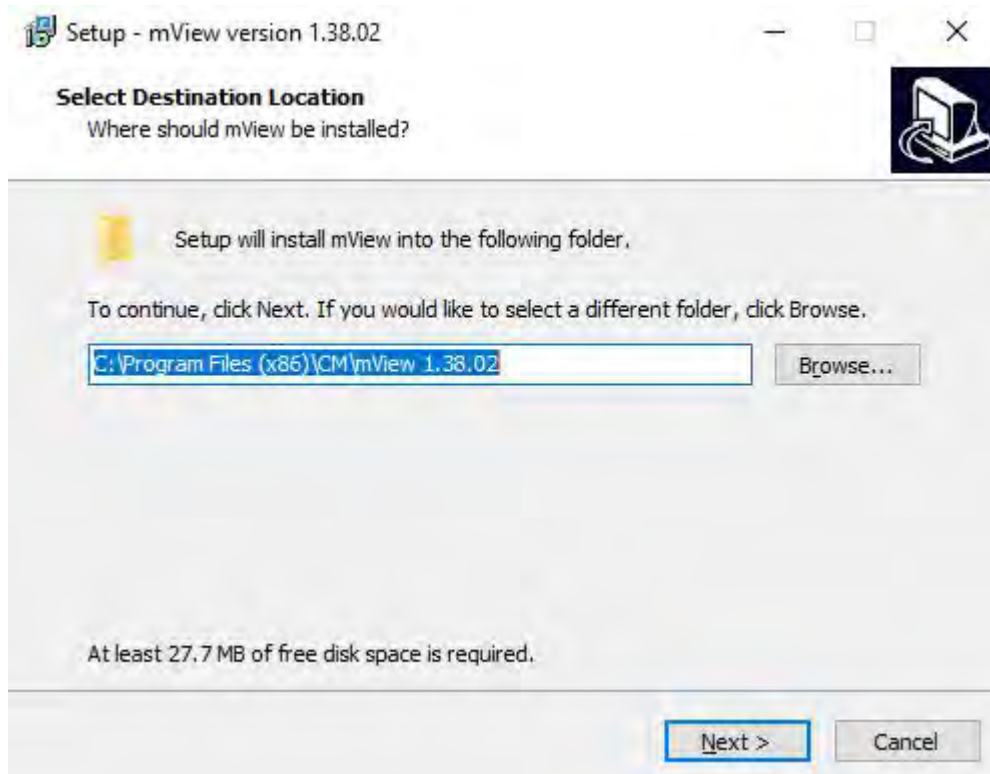 Setup - mView version 1.38.02
Select Destination Location
Where should mView be installed?
Setup will install mView into the following folder.
To continue, click Next. If you would like to select a different folder, click Browse.
C:\Program Files (x86)\CM\mView 1.38.02
Browse...
At least 27.7 MB of free disk space is required.
Next >
Cancel